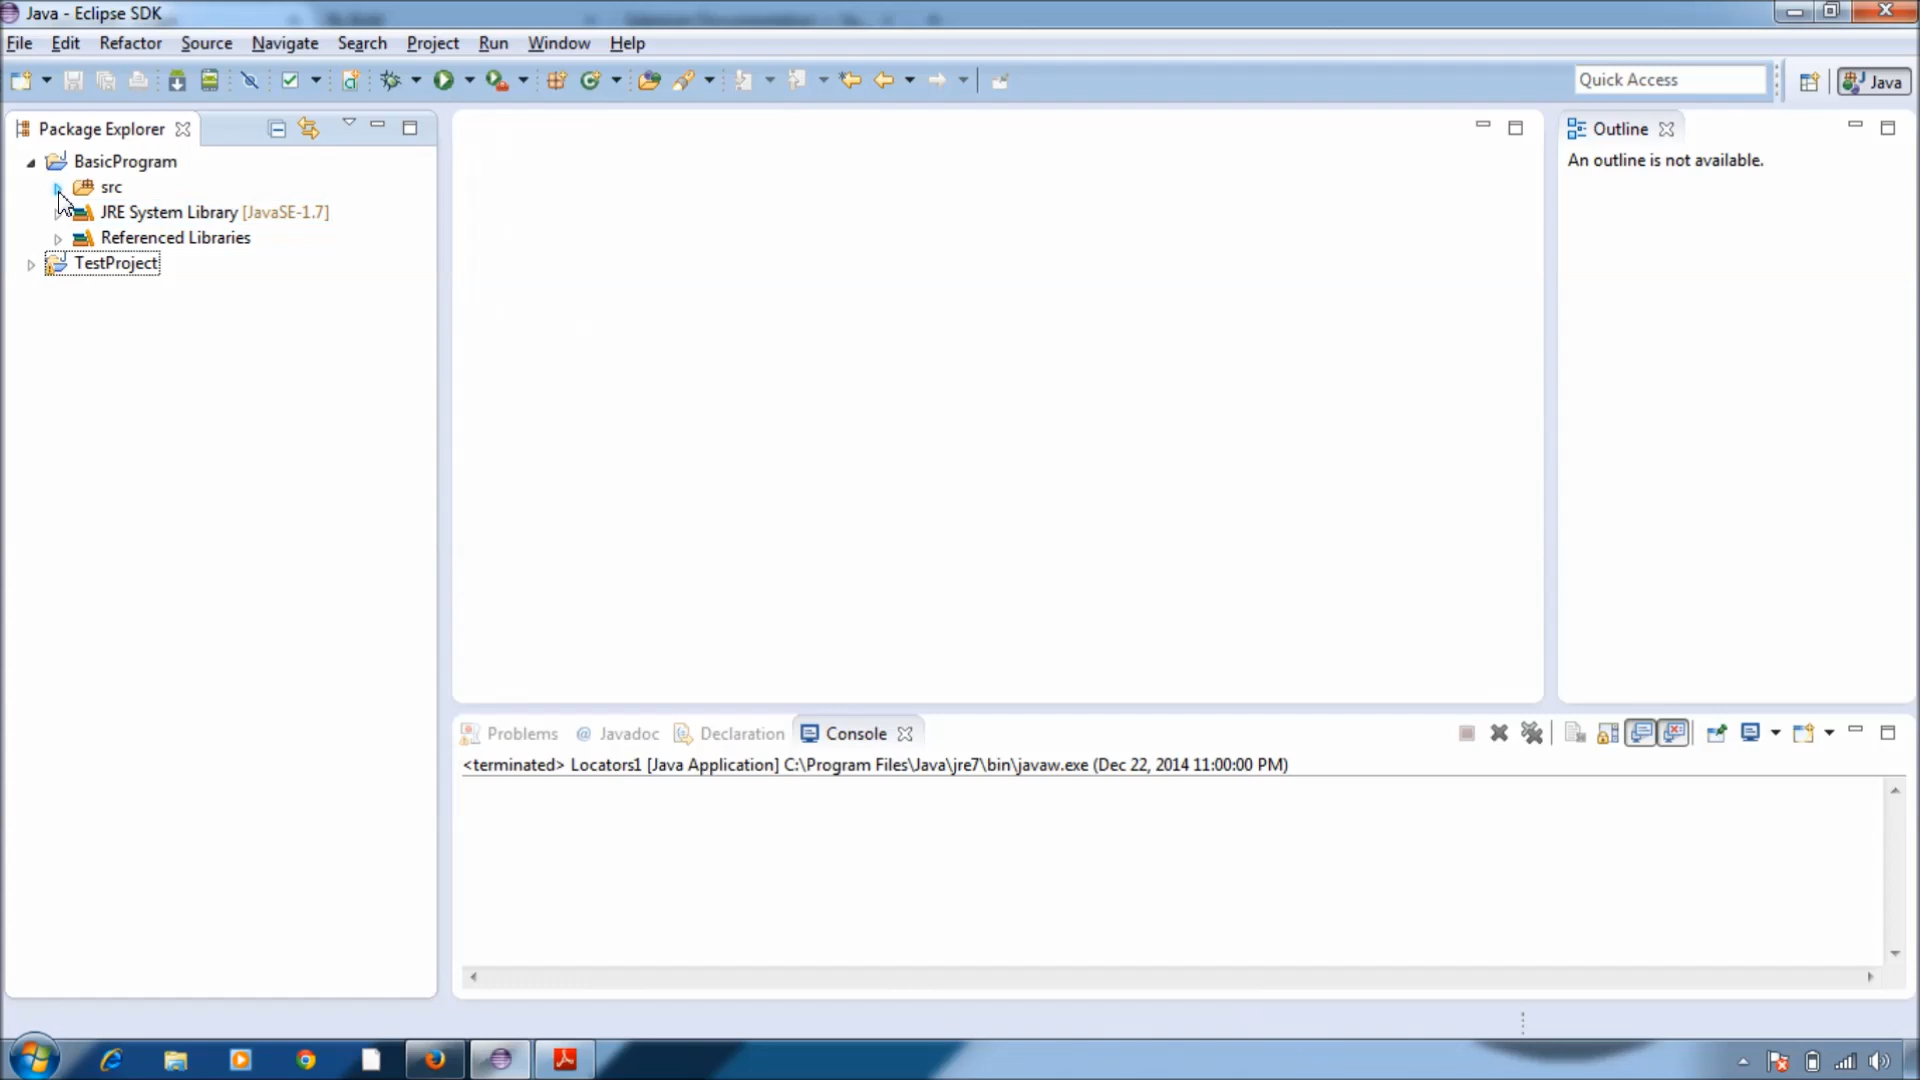 Java - Eclipse SDK
File Edit Refactor Source Navigate Search Project Run Window Help
Quick Access
Java
Package Explorer
BasicProgram
src
JRE System Library [JavaSE-1.7]
Referenced Libraries
TestProject
Outline
An outline is not available.
Problems @ Javadoc Declaration Console
<terminated> Locators1 [Java Application] C:\Program Files\Java\jre7\bin\javaw.exe (Dec 22, 2014 11:00:00 PM)